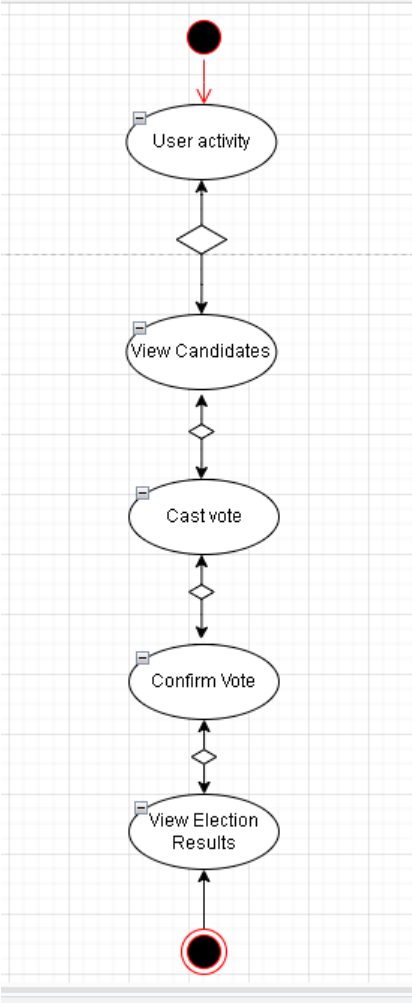 User activity
View Candidates
Cast vote
Confirm Vote
View Election
Results